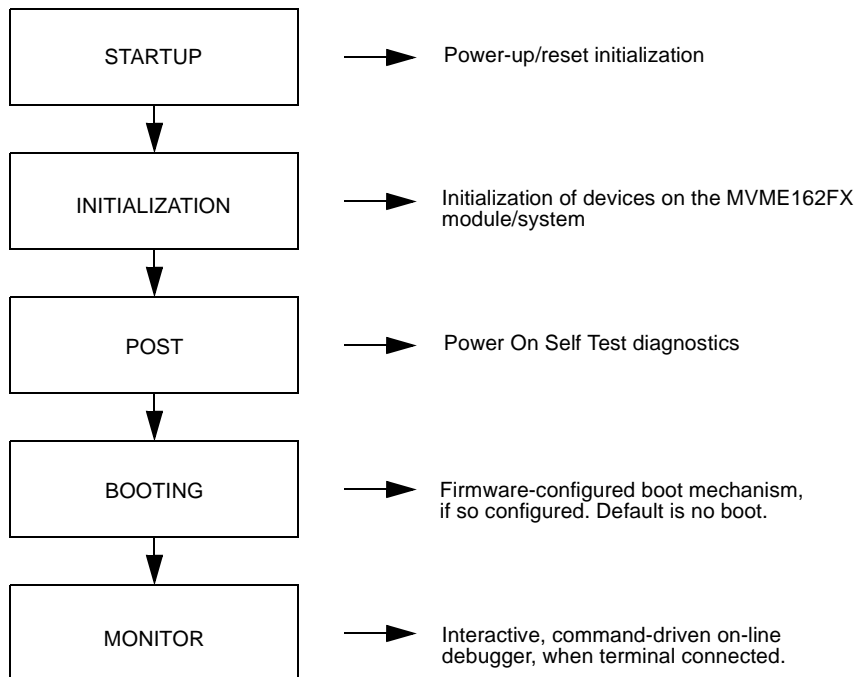 STARTUP
Power-up/reset initialization
INITIALIZATION
Initialization of devices on the MVME162FX
module/system
POST
Power On Self Test diagnostics
BOOTING
Firmware-configured boot mechanism,
if so configured. Default is no boot.
MONITOR
Interactive, command-driven on-line
debugger, when terminal connected.